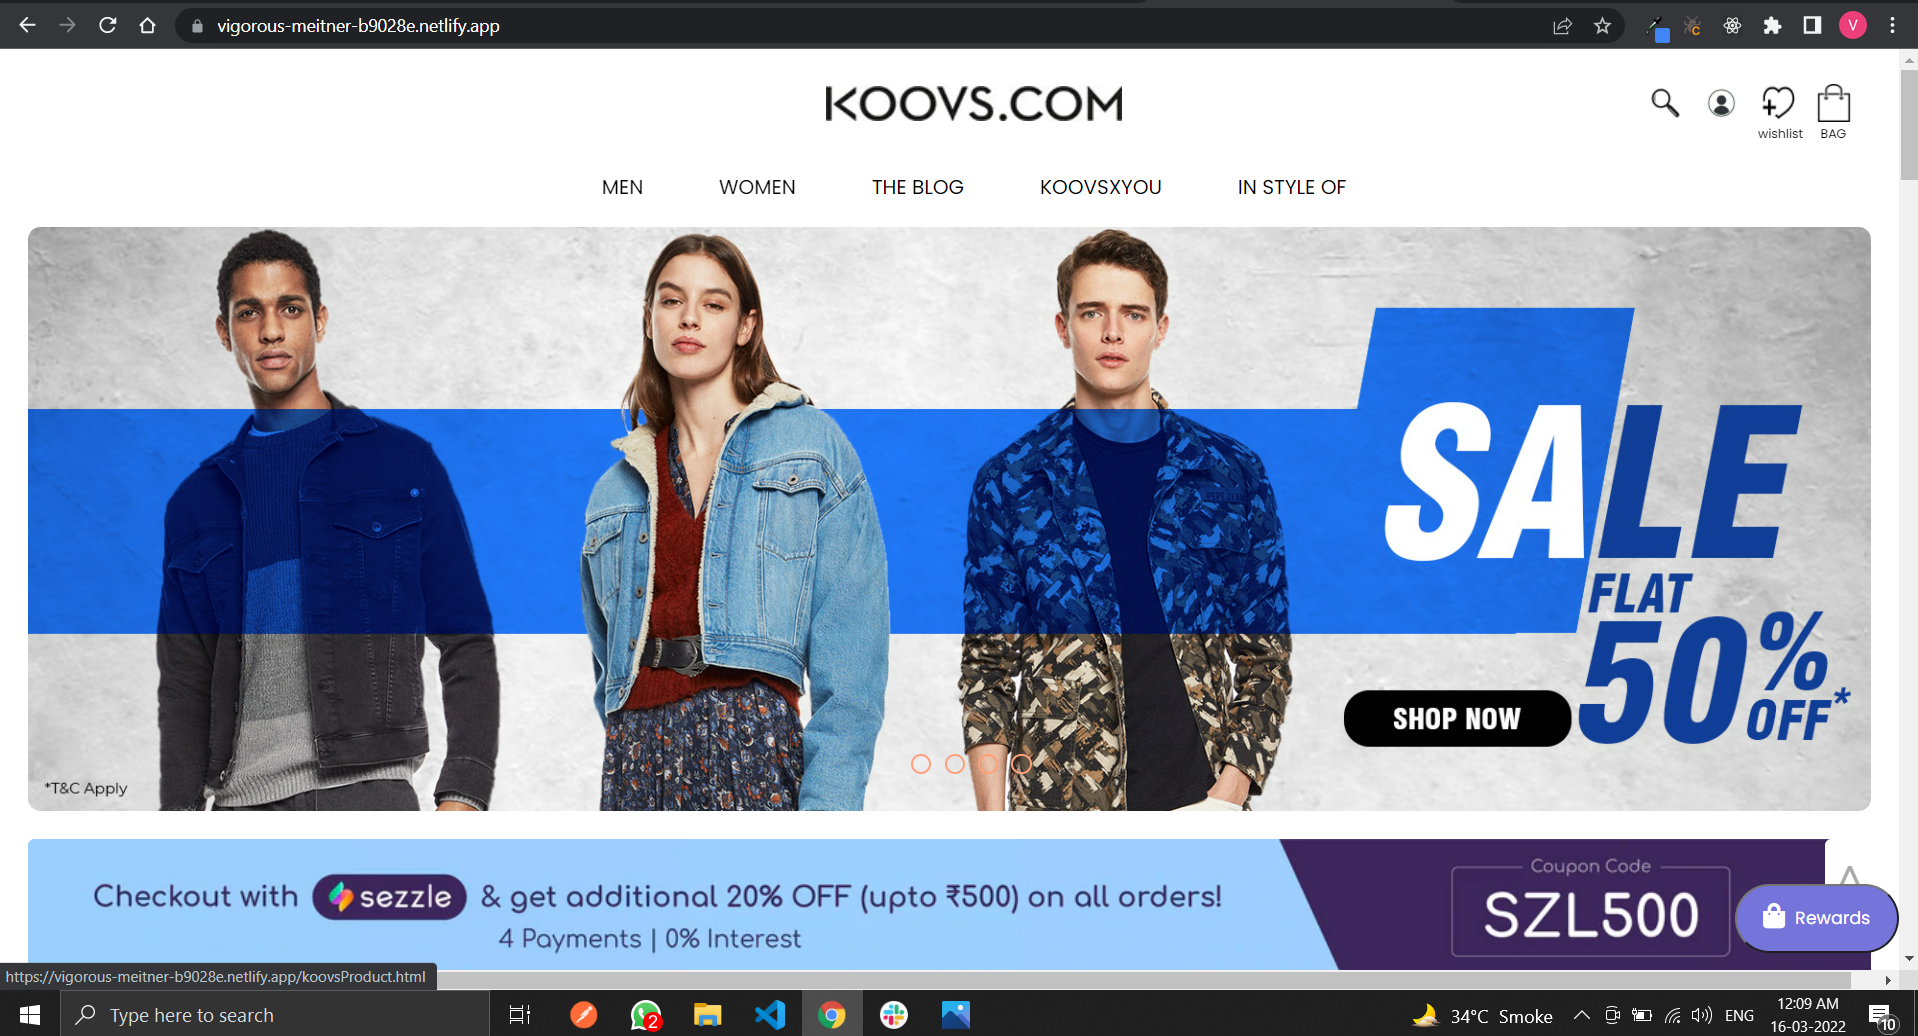 vigorous-meitner-b9028e.netlify.app
V
KOOVS.COM
wishlist
BAG
MEN WOMEN THE BLOG KOOVSXYOU IN STYLE OF
SALE
FLAT
50% OFF*
SHOP NOW
*T&C Apply
Checkout with sezzle & get additional 20% OFF (upto ₹500) on all orders!
4 Payments | 0% Interest
Coupon Code
SZL500
Rewards
https://vigorous-meitner-b9028e.netlify.app/koovsProduct.html
Type here to search
2
34°C Smoke
ENG
12:09 AM
16-03-2022
10